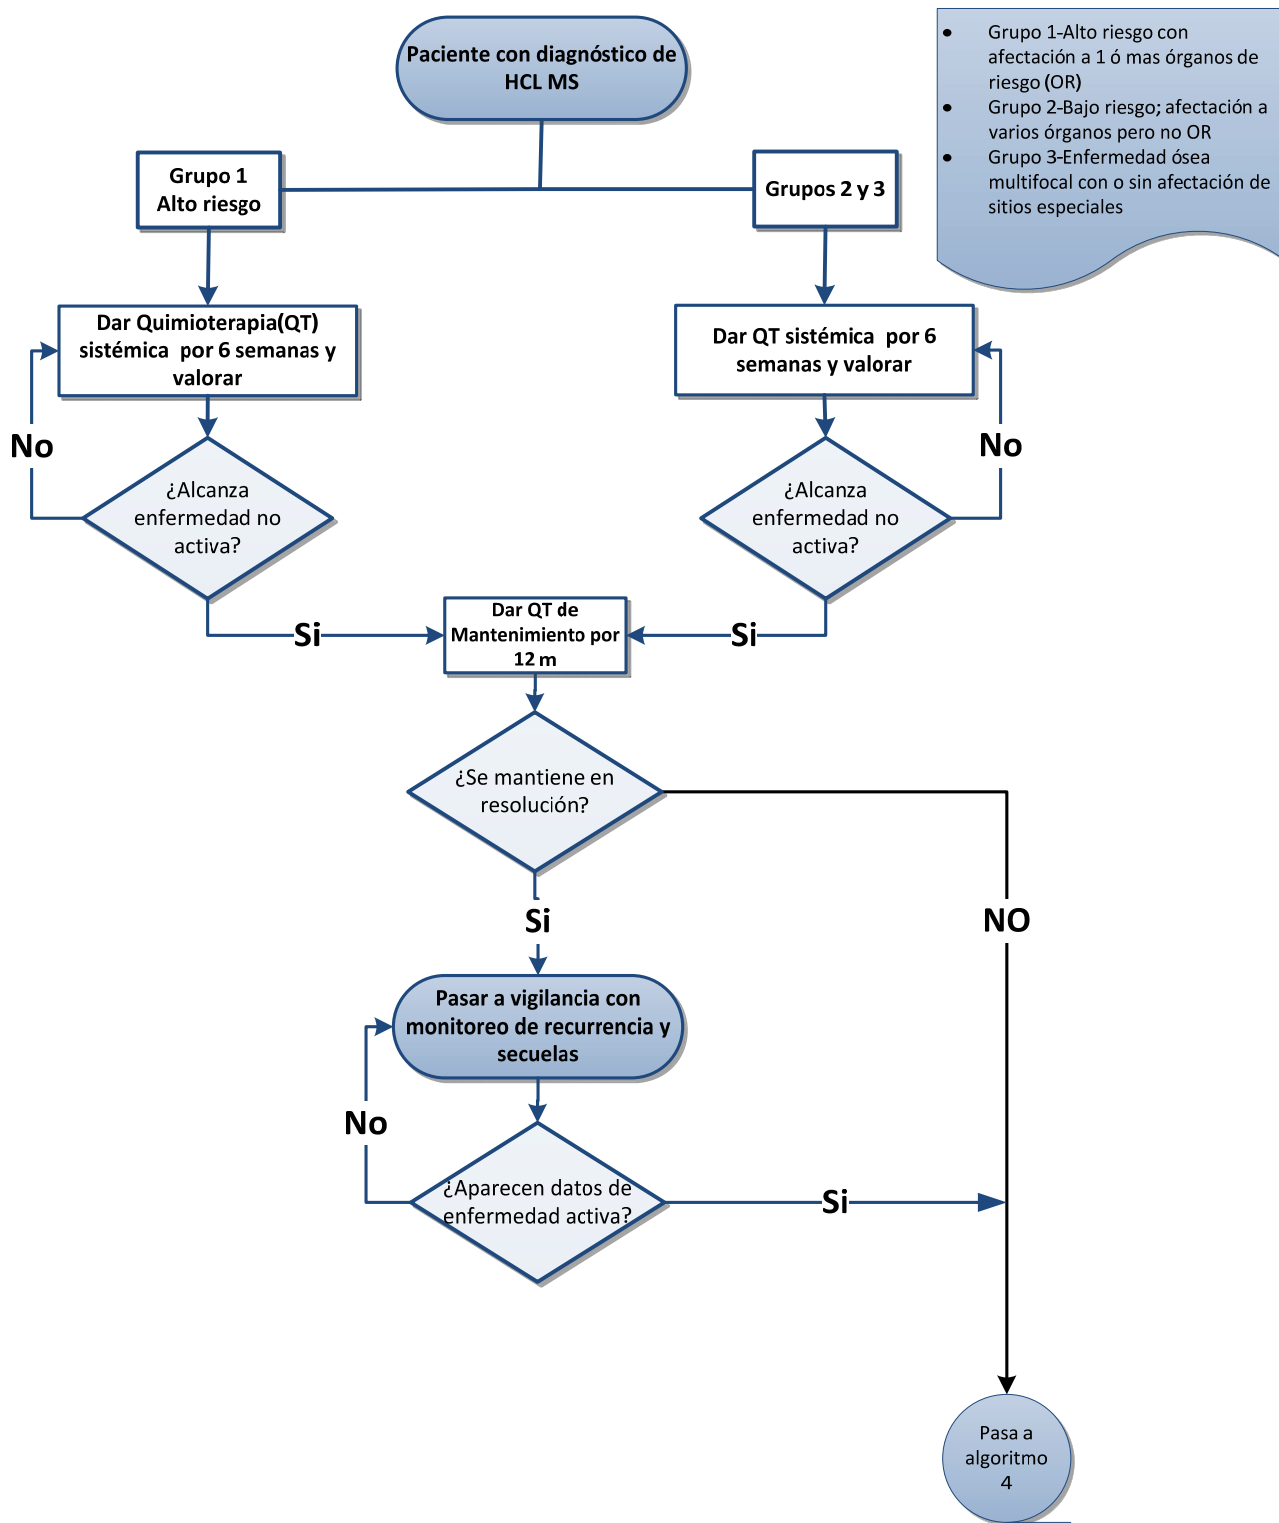 Paciente con diagnóstico de
HCL MS
• Grupo 1-Alto riesgo con
afectación a 1 ó mas órganos de
riesgo (OR)
• Grupo 2-Bajo riesgo; afectación a
varios órganos pero no OR
• Grupo 3-Enfermedad ósea
multifocal con o sin afectación de
sitios especiales
Grupo 1
Alto riesgo
Grupos 2 y 3
Dar Quimioterapia(QT)
sistémica por 6 semanas y
valorar
Dar QT sistémica por 6
semanas y valorar
No
No
¿Alcanza
enfermedad no
activa?
¿Alcanza
enfermedad no
activa?
Si
Dar QT de
Mantenimiento por
12 m
Si
¿Se mantiene en
resolución?
Si
NO
Pasar a vigilancia con
monitoreo de recurrencia y
secuelas
No
¿Aparecen datos de
enfermedad activa?
Si
Pasa a
algoritmo
4